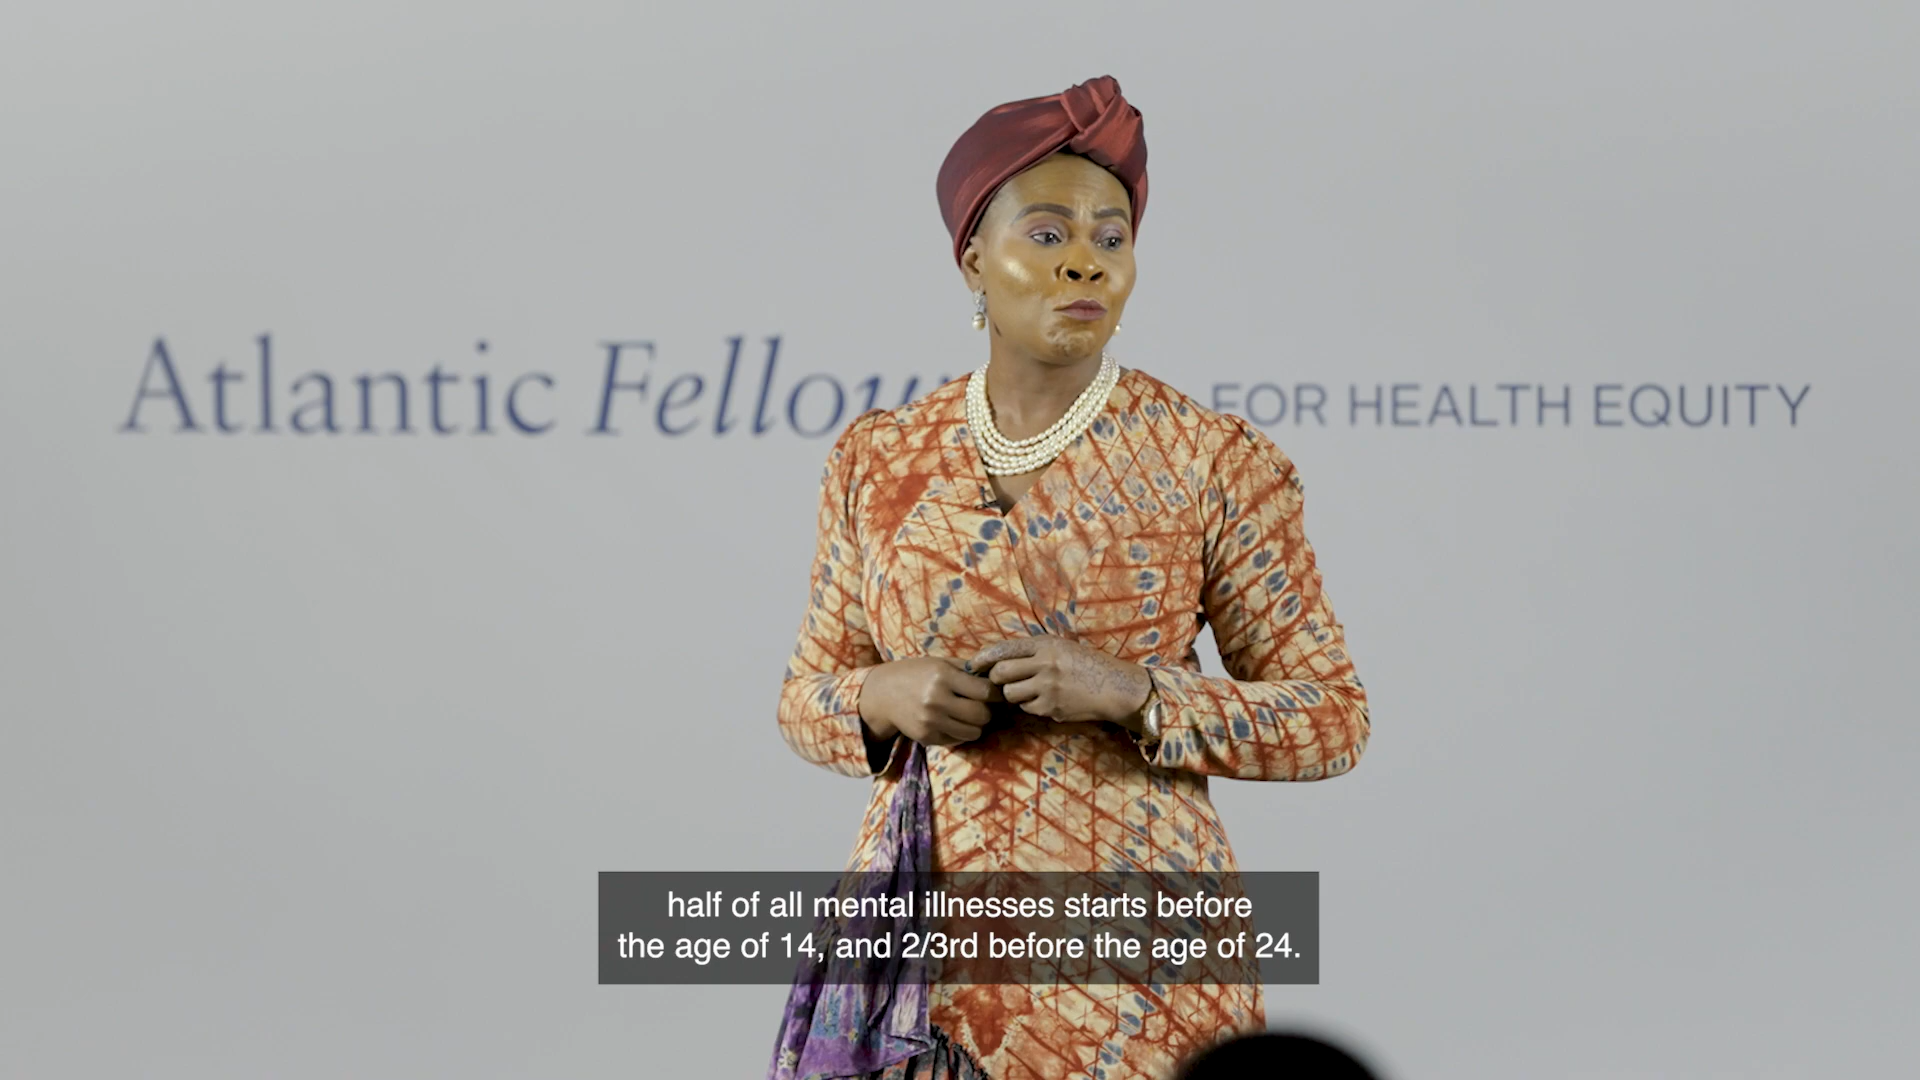 Atlantic Fellow FOR HEALTH EQUITY
half of all mental illnesses starts before
the age of 14, and 2/3rd before the age of 24.